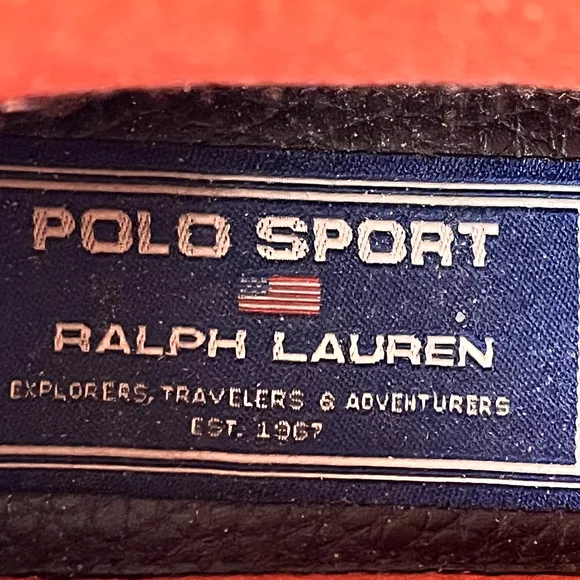 POLO SPORT
RALPH LAUREN
EXPLORERS, TRAVELERS & ADVENTURERS
EST. 1967